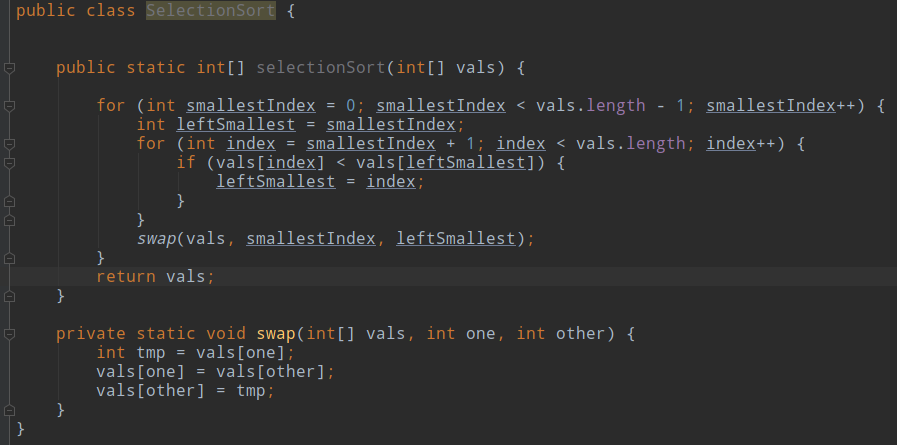 public class SelectionSort {
    public static int[] selectionSort(int[] vals) {
        for (int smallestIndex = 0; smallestIndex < vals.length - 1; smallestIndex++) {
            int leftSmallest = smallestIndex;
            for (int index = smallestIndex + 1; index < vals.length; index++) {
                if (vals[index] < vals[leftSmallest]) {
                    leftSmallest = index;
                }
            }
            swap(vals, smallestIndex, leftSmallest);
        }
        return vals;
    }
    private static void swap(int[] vals, int one, int other) {
        int tmp = vals[one];
        vals[one] = vals[other];
        vals[other] = tmp;
    }
}